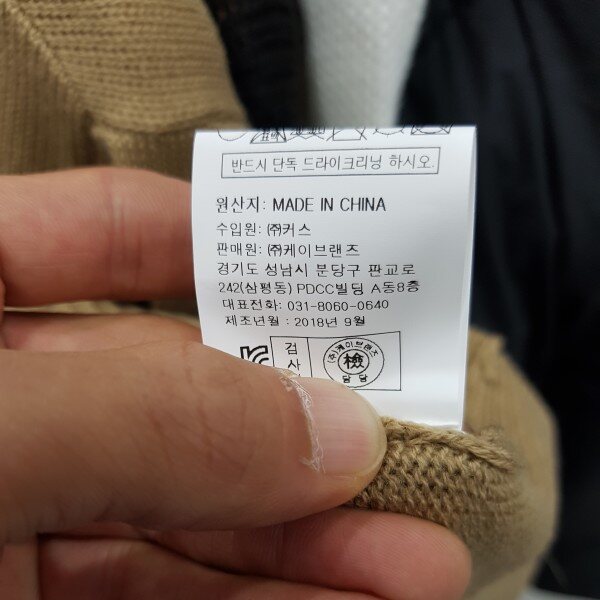 반드시 단독 드라이크리닝 하시오.
원산지: MADE IN CHINA
수입원: ㈜커스
판매원: ㈜케이브랜즈
경기도 성남시 분당구 판교로
242(삼평동) PDCC빌딩 A동8층
대표전화: 031-8060-0640
제조년월 : 2018년 9월
검사
(주)케이브랜즈
檢
담당